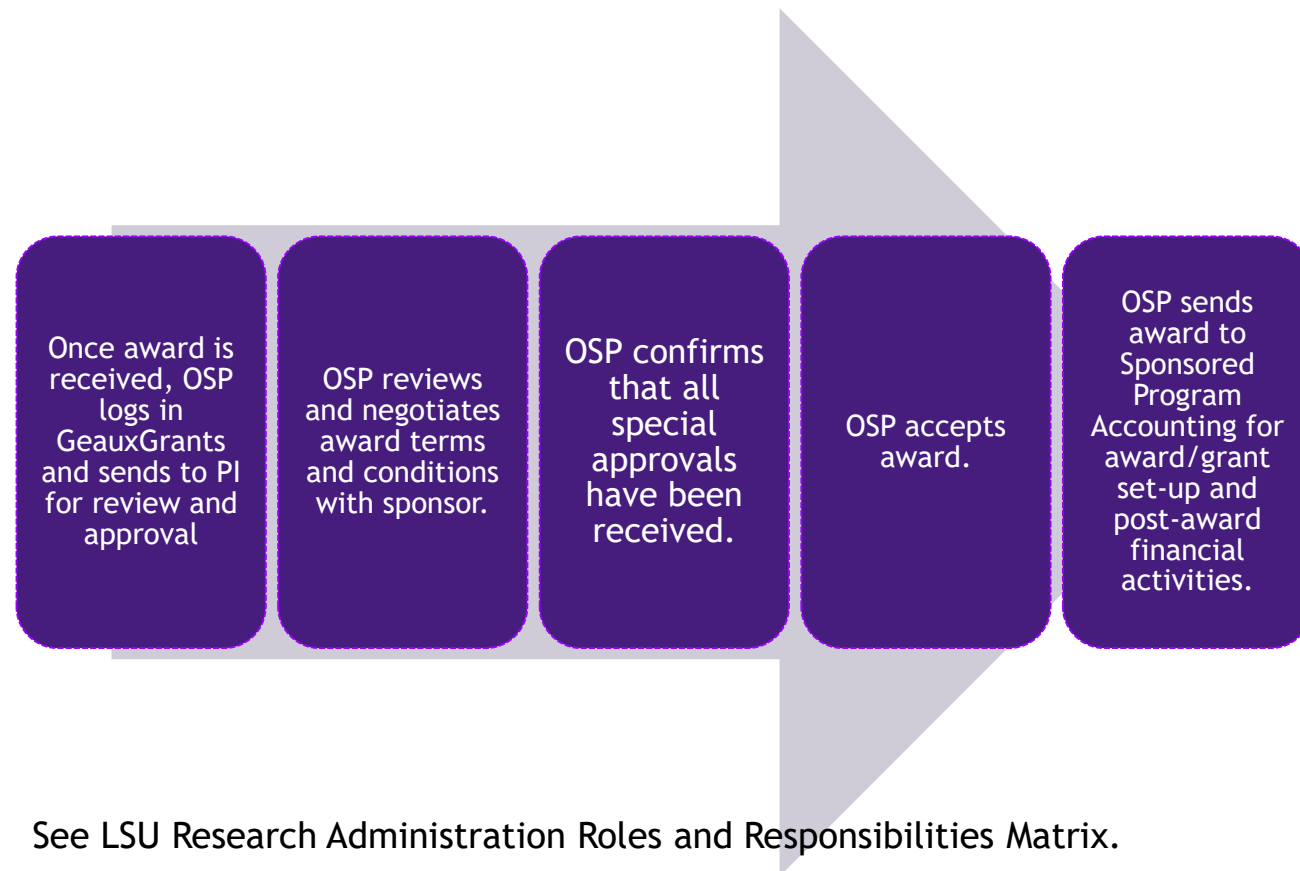 Once award is
received, OSP
logs in
GeauxGrants
and sends to PI
for review and
approval
OSP reviews
and negotiates
award terms
and conditions
with sponsor.
OSP confirms
that all
special
approvals
have been
received.
OSP accepts
award.
OSP sends
award to
Sponsored
Program
Accounting for
award/grant
set-up and
post-award
financial
activities.
See LSU Research Administration Roles and Responsibilities Matrix.